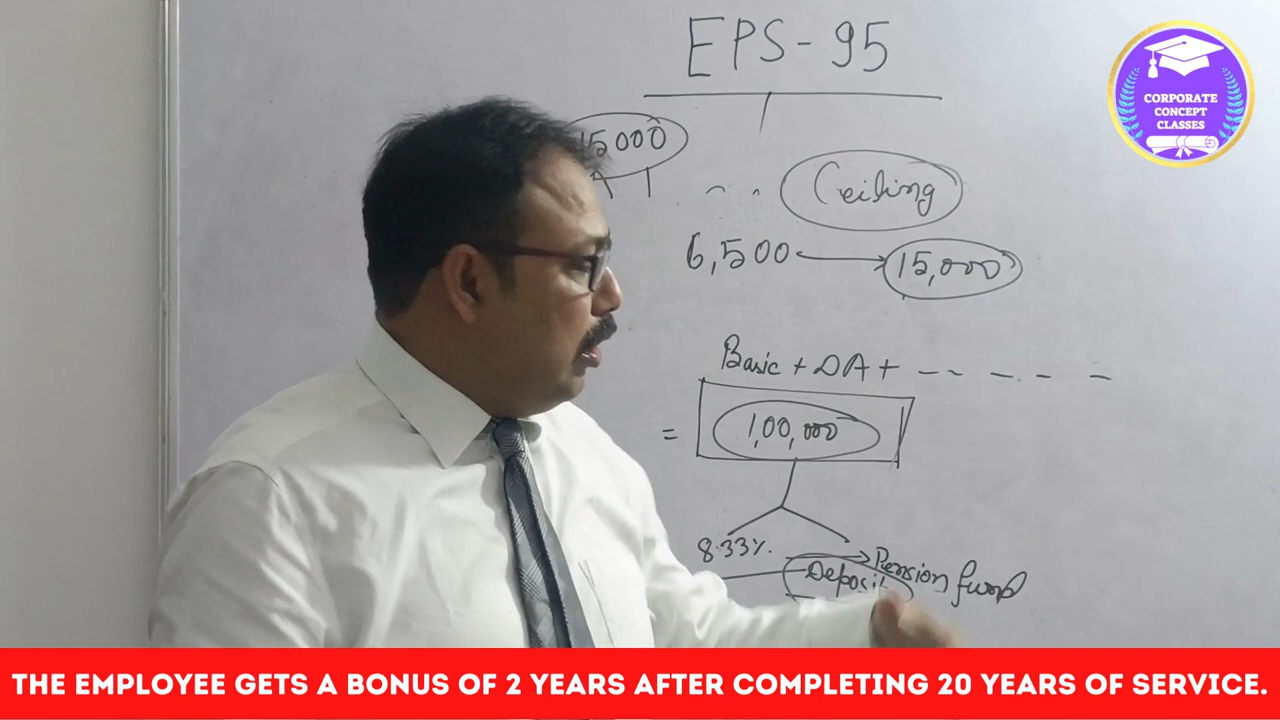 EPS-95
CORPORATE
CONCEPT
CLASSES
15000
Ceiling
6,500 → 15,000
Basic + DA + -- -- - - -
= 1,00,000
8.33%. → Pension fund
Deposit
THE EMPLOYEE GETS A BONUS OF 2 YEARS AFTER COMPLETING 20 YEARS OF SERVICE.